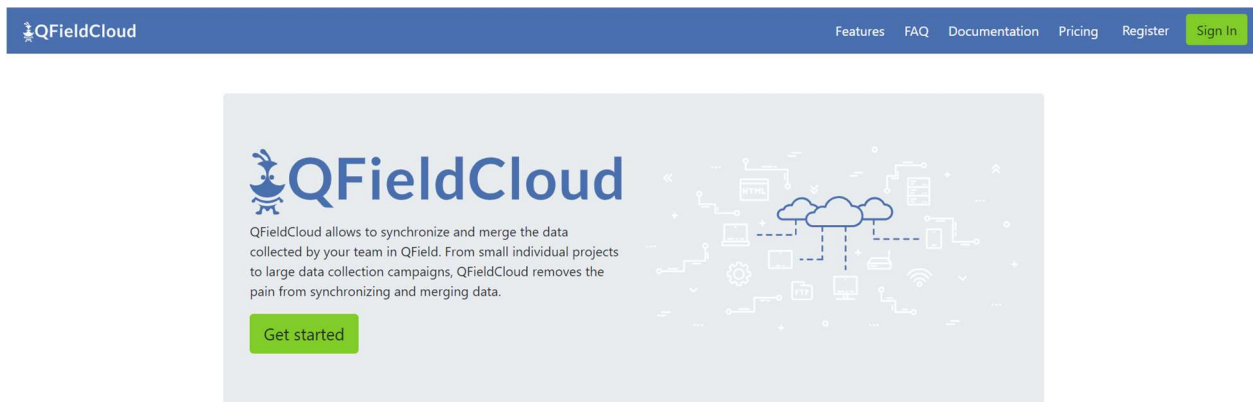 QFieldCloud
Features FAQ Documentation Pricing Register Sign In
QFieldCloud
QFieldCloud allows to synchronize and merge the data
collected by your team in QField. From small individual projects
to large data collection campaigns, QFieldCloud removes the
pain from synchronizing and merging data.
Get started
HTML
FTP